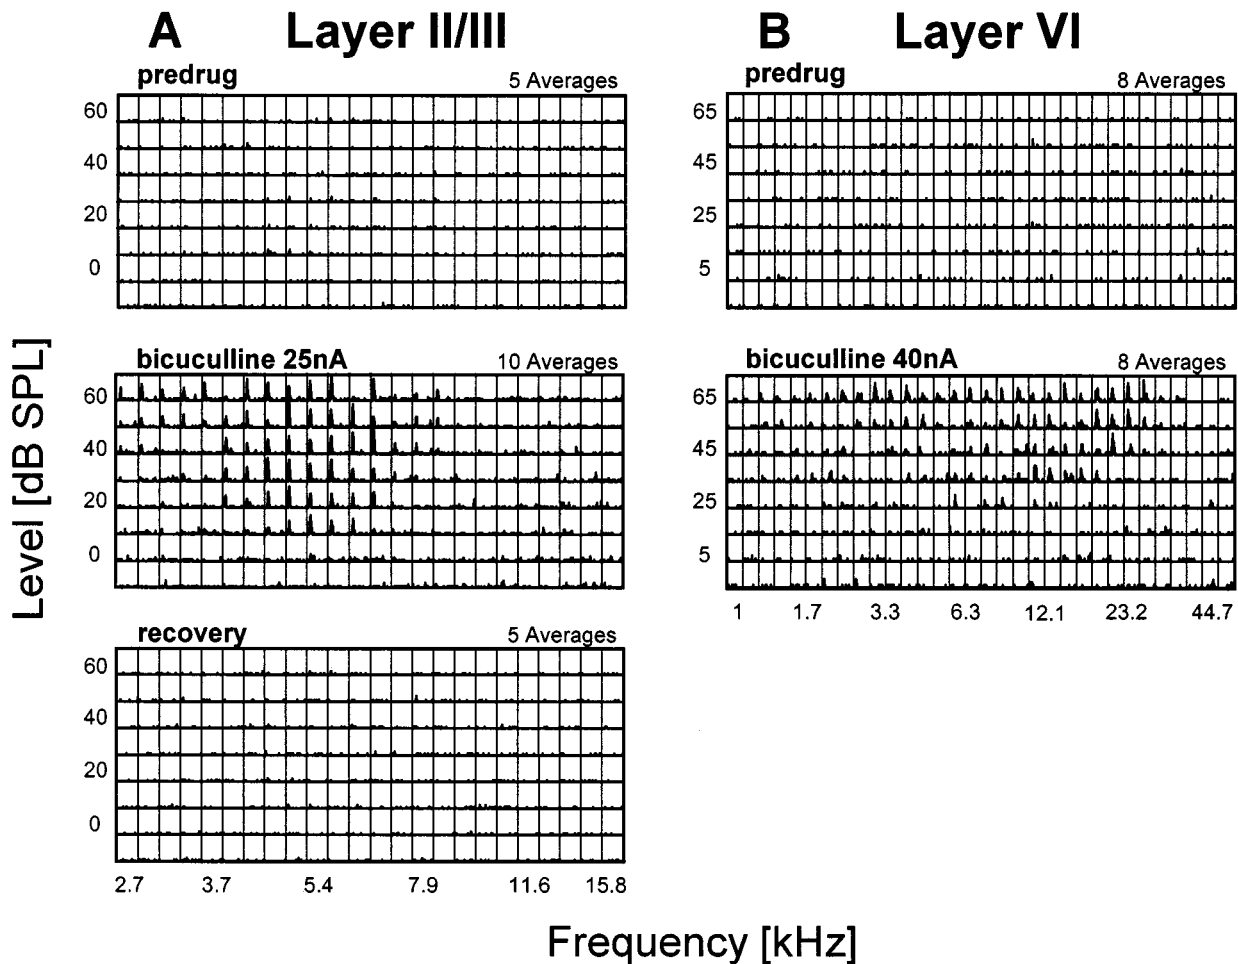 A Layer II/III
predrug 5 Averages
60
40
20
0
bicuculline 25nA 10 Averages
60
40
20
0
recovery 5 Averages
60
40
20
0
2.7 3.7 5.4 7.9 11.6 15.8
B Layer VI
predrug 8 Averages
65
45
25
5
bicuculline 40nA 8 Averages
65
45
25
5
1 1.7 3.3 6.3 12.1 23.2 44.7
Level [dB SPL]
Frequency [kHz]